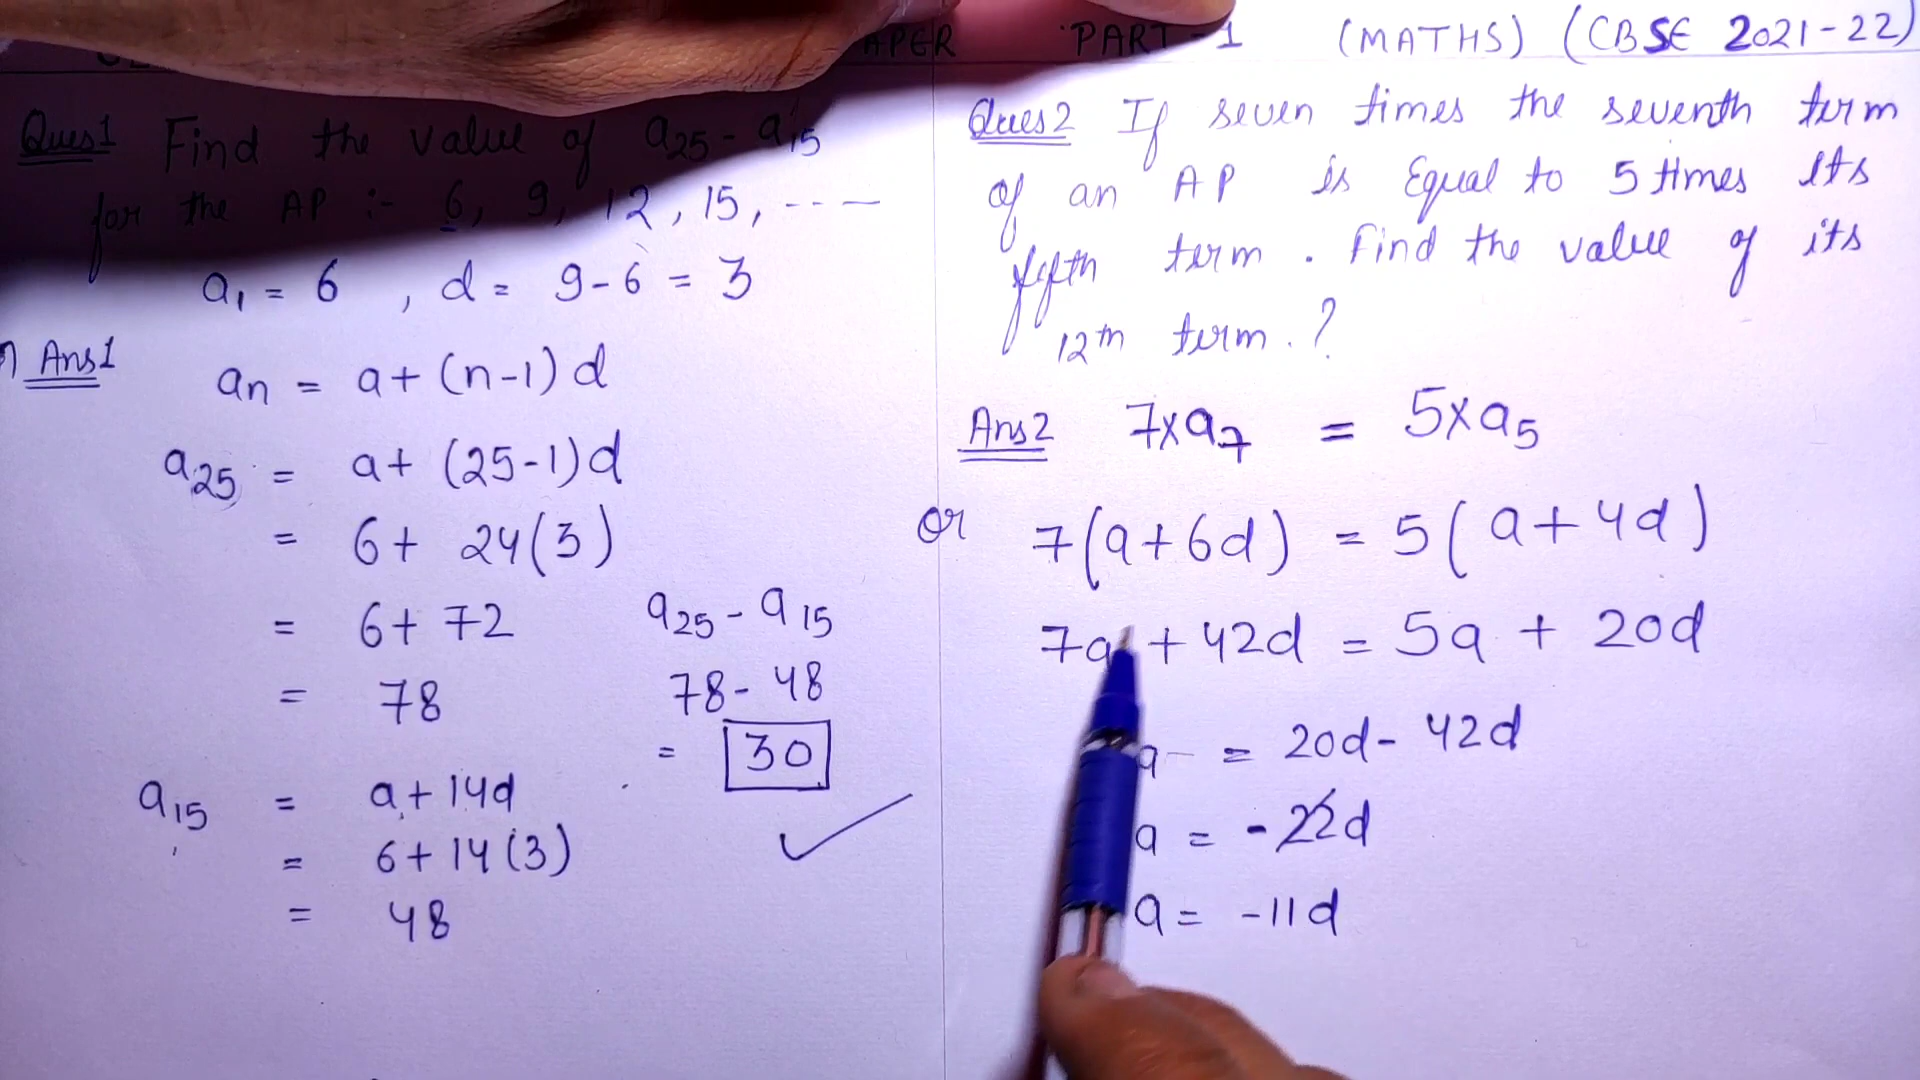 APER PART-1 (MATHS) (CBSE 2021-22)
Ques1 Find the value of a25 - a15
for the AP :- 6, 9, 12, 15, ----
a1 = 6 , d = 9-6 = 3
Ans1
an = a+(n-1)d
a25 = a+ (25-1)d
= 6+ 24(3)
= 6+ 72
= 78
a25 - a15
78 - 48
= 30
a15 = a+14d
= 6+14(3)
= 48
Ques2 If seven times the seventh term
of an AP is Equal to 5 times Its
fifth term. Find the value of its
12th term.?
Ans2 7xa7 = 5xa5
or 7(a+6d) = 5(a+4d)
7a+42d = 5a + 20d
a = 20d - 42d
a = -22d
a = -11d